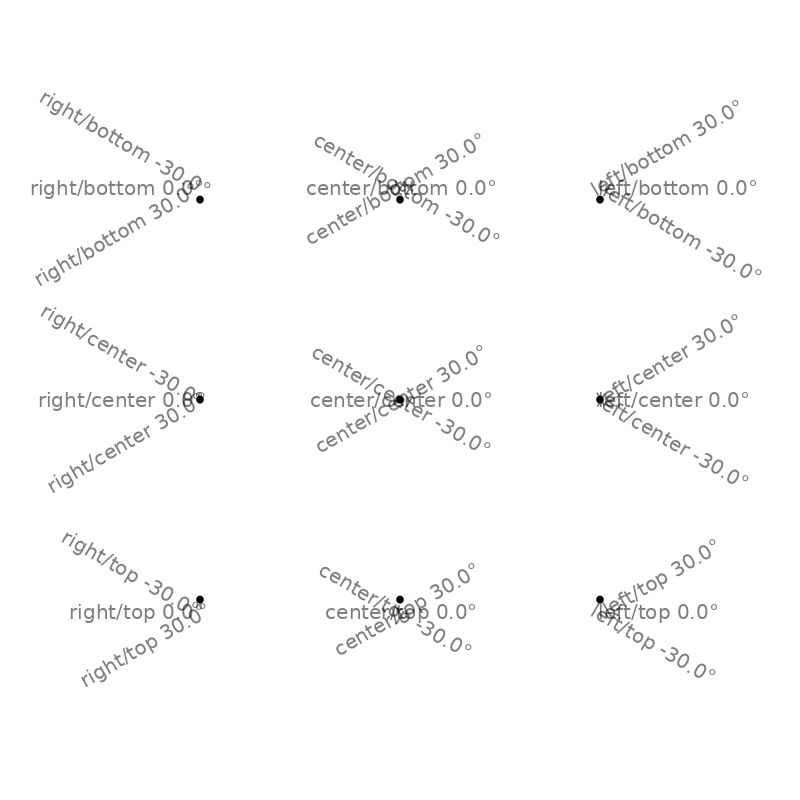 right/bottom -30.0°
right/bottom 0.0°
right/bottom 30.0°
center/bottom 30.0°
center/bottom 0.0°
center/bottom -30.0°
left/bottom 30.0°
left/bottom 0.0°
left/bottom -30.0°
right/center -30.0°
right/center 0.0°
right/center 30.0°
center/center 30.0°
center/center 0.0°
center/center -30.0°
left/center 30.0°
left/center 0.0°
left/center -30.0°
right/top -30.0°
right/top 0.0°
right/top 30.0°
center/top 30.0°
center/top 0.0°
center/top -30.0°
left/top 30.0°
left/top 0.0°
left/top -30.0°